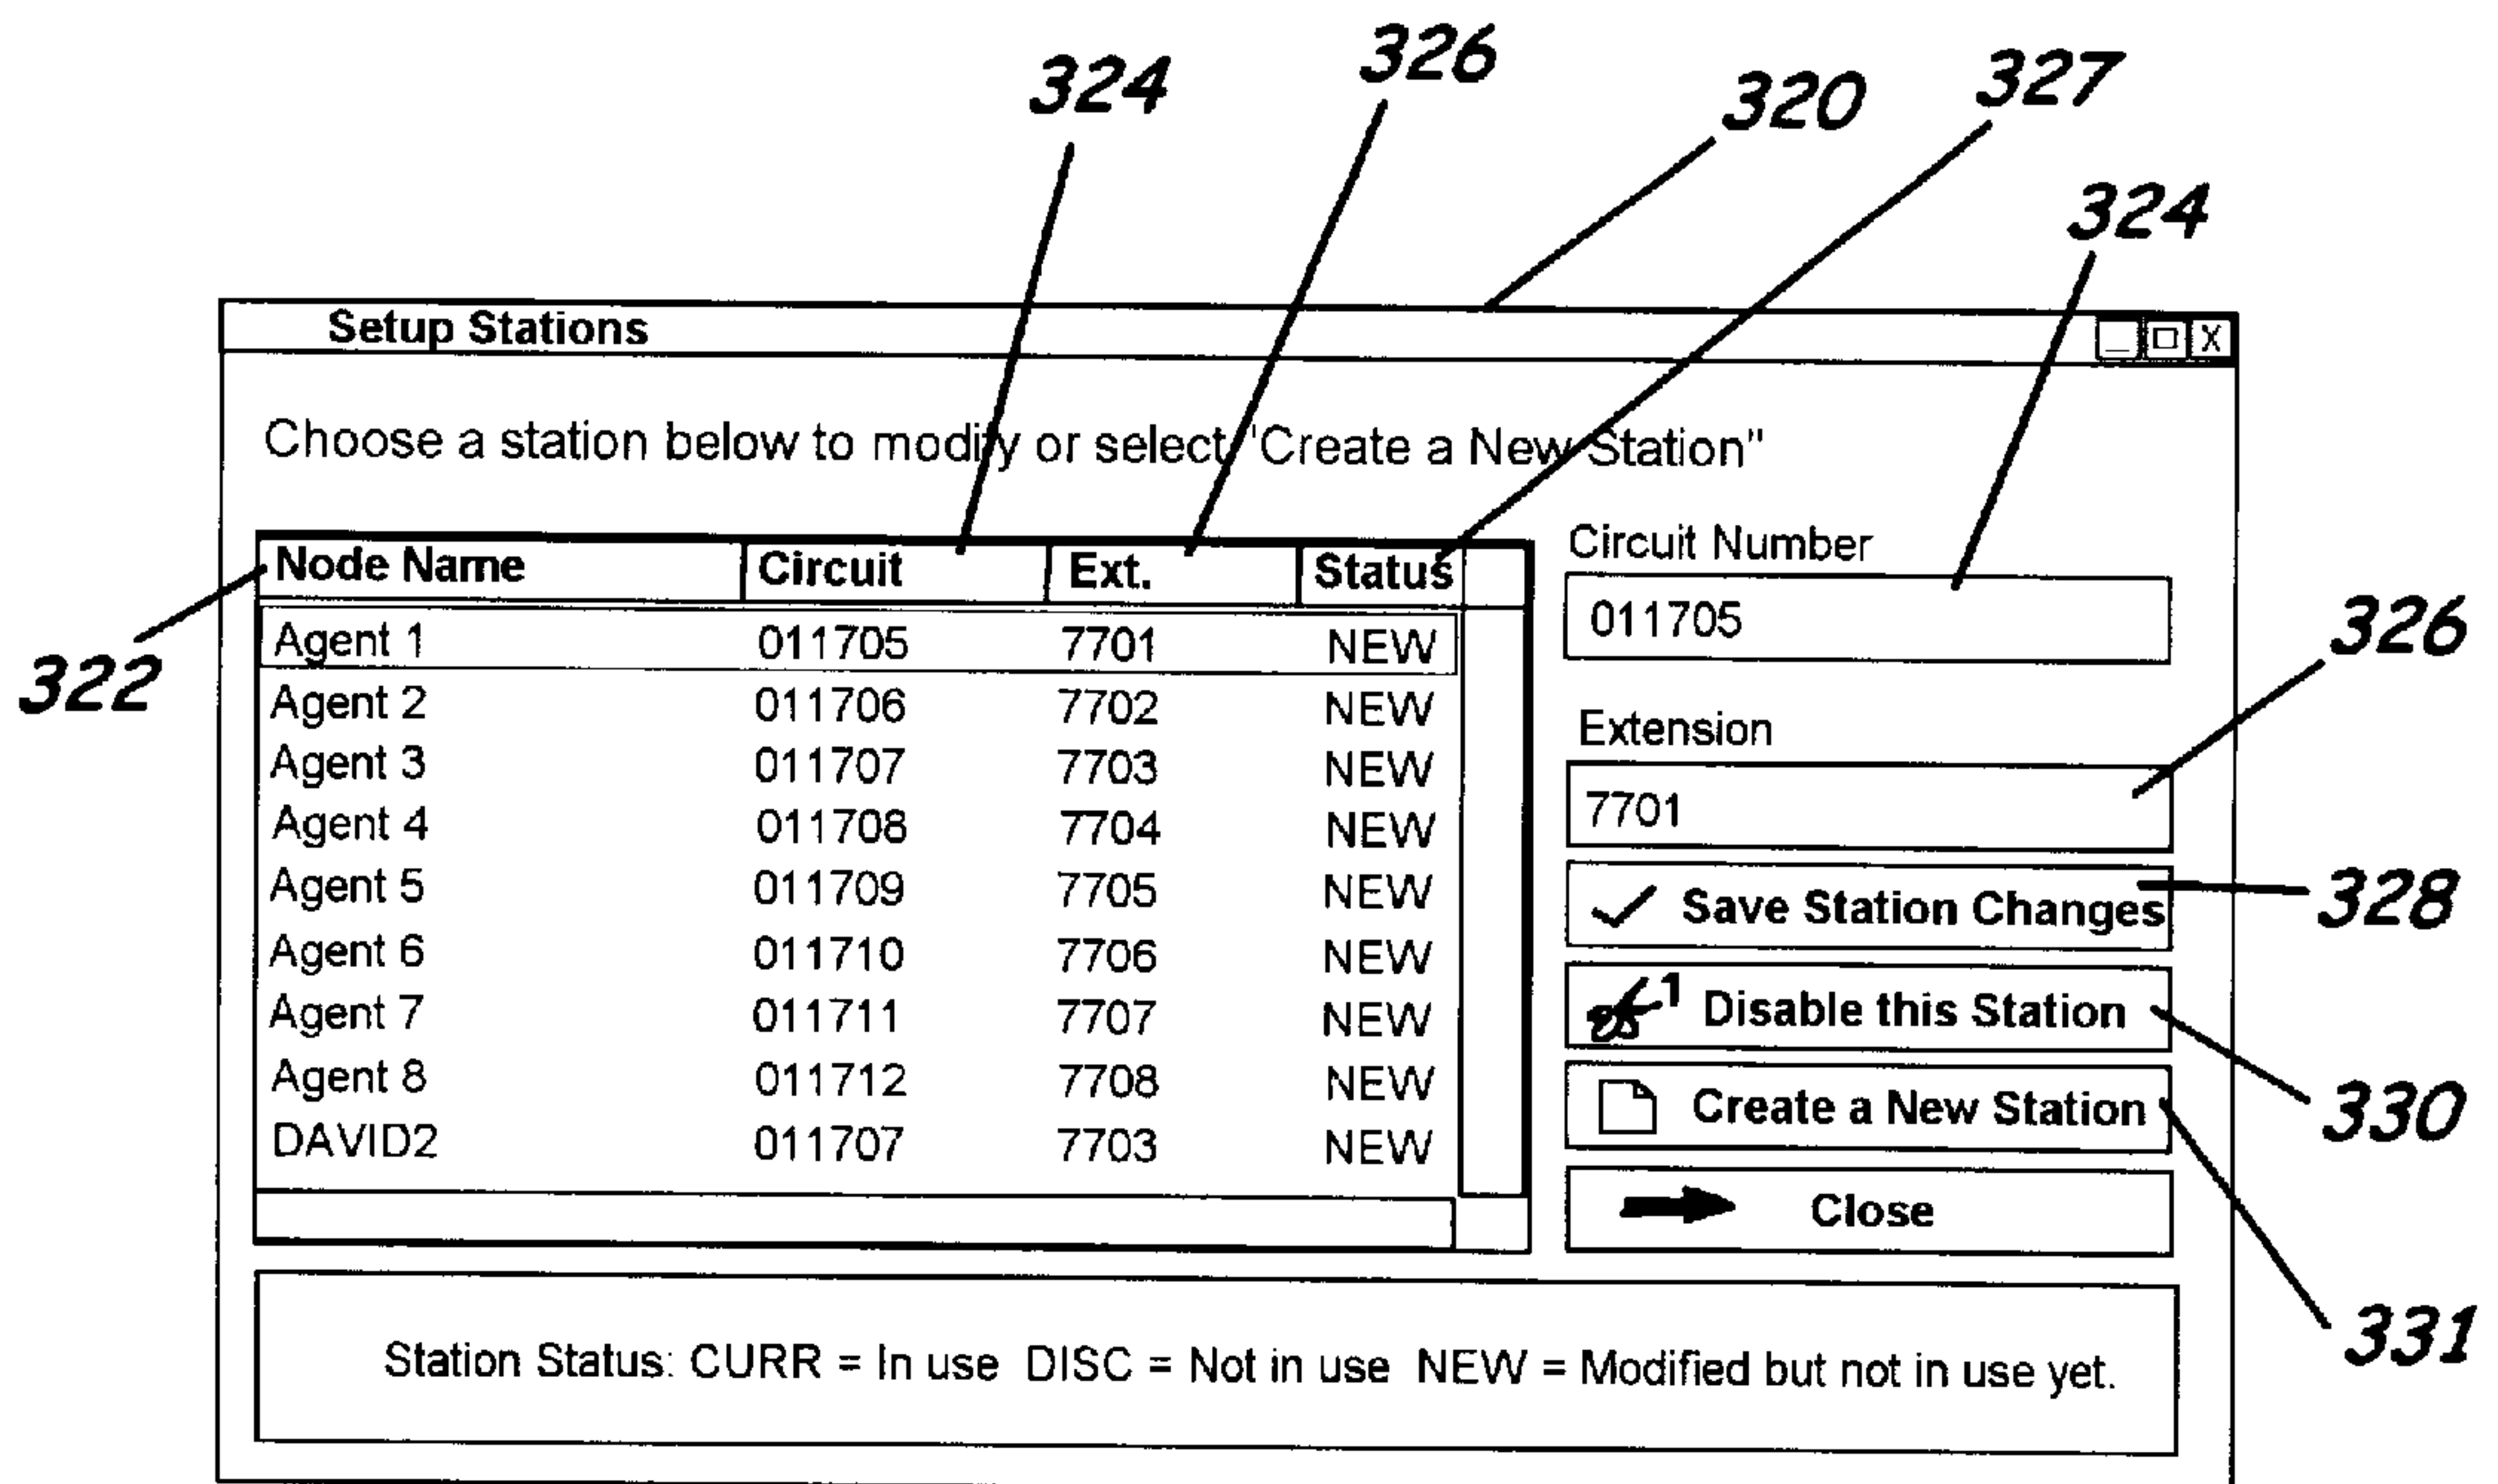 324
326
320
327
324
Setup Stations
_ □ X
Choose a station below to modify or select "Create a New Station"
Node Name Circuit Ext. Status
Agent 1 011705 7701 NEW
Agent 2 011706 7702 NEW
Agent 3 011707 7703 NEW
Agent 4 011708 7704 NEW
Agent 5 011709 7705 NEW
Agent 6 011710 7706 NEW
Agent 7 011711 7707 NEW
Agent 8 011712 7708 NEW
DAVID2 011707 7703 NEW
322
Circuit Number
011705
326
Extension
7701
Save Station Changes
328
1 Disable this Station
330
Create a New Station
331
Close
Station Status: CURR = In use DISC = Not in use NEW = Modified but not in use yet.